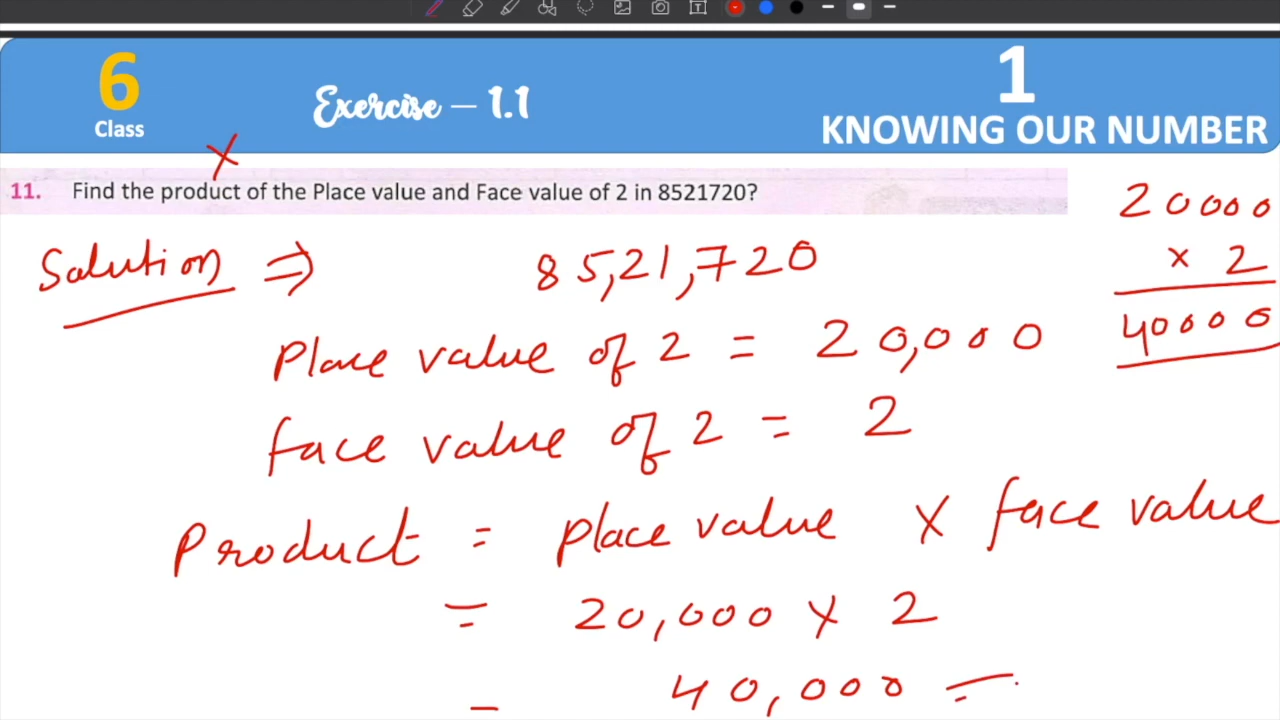 6
Class
Exercise – 1.1
1
KNOWING OUR NUMBER
x
11. Find the product of the Place value and Face value of 2 in 8521720?
Solution ⇒ 85,21,720
Place value of 2 = 20,000
face value of 2 = 2
Product = place value x face value
= 20,000 x 2
= 40,000 =
20000
x 2
40000